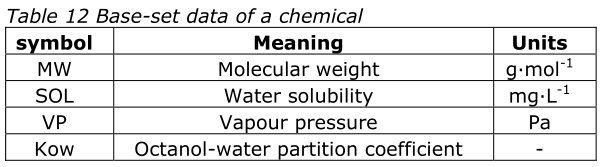 Table 12 Base-set data of a chemical
symbol Meaning Units
MW Molecular weight g·mol⁻¹
SOL Water solubility mg·L⁻¹
VP Vapour pressure Pa
Kow Octanol-water partition coefficient -